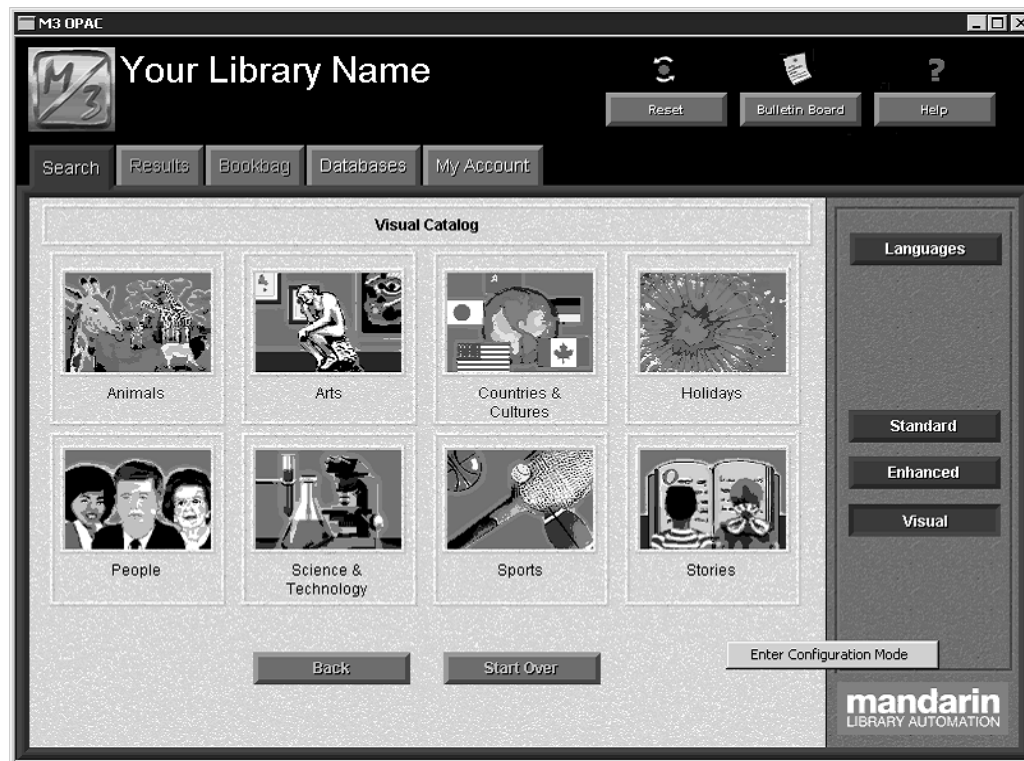 M3 OPAC
M/3
Your Library Name
?
Reset
Bulletin Board
Help
Search
Results
Bookbag
Databases
My Account
Visual Catalog
Languages
Animals
Arts
Countries &
Cultures
Holidays
Standard
Enhanced
Visual
People
Science &
Technology
Sports
Stories
Back
Start Over
Enter Configuration Mode
mandarin
LIBRARY AUTOMATION